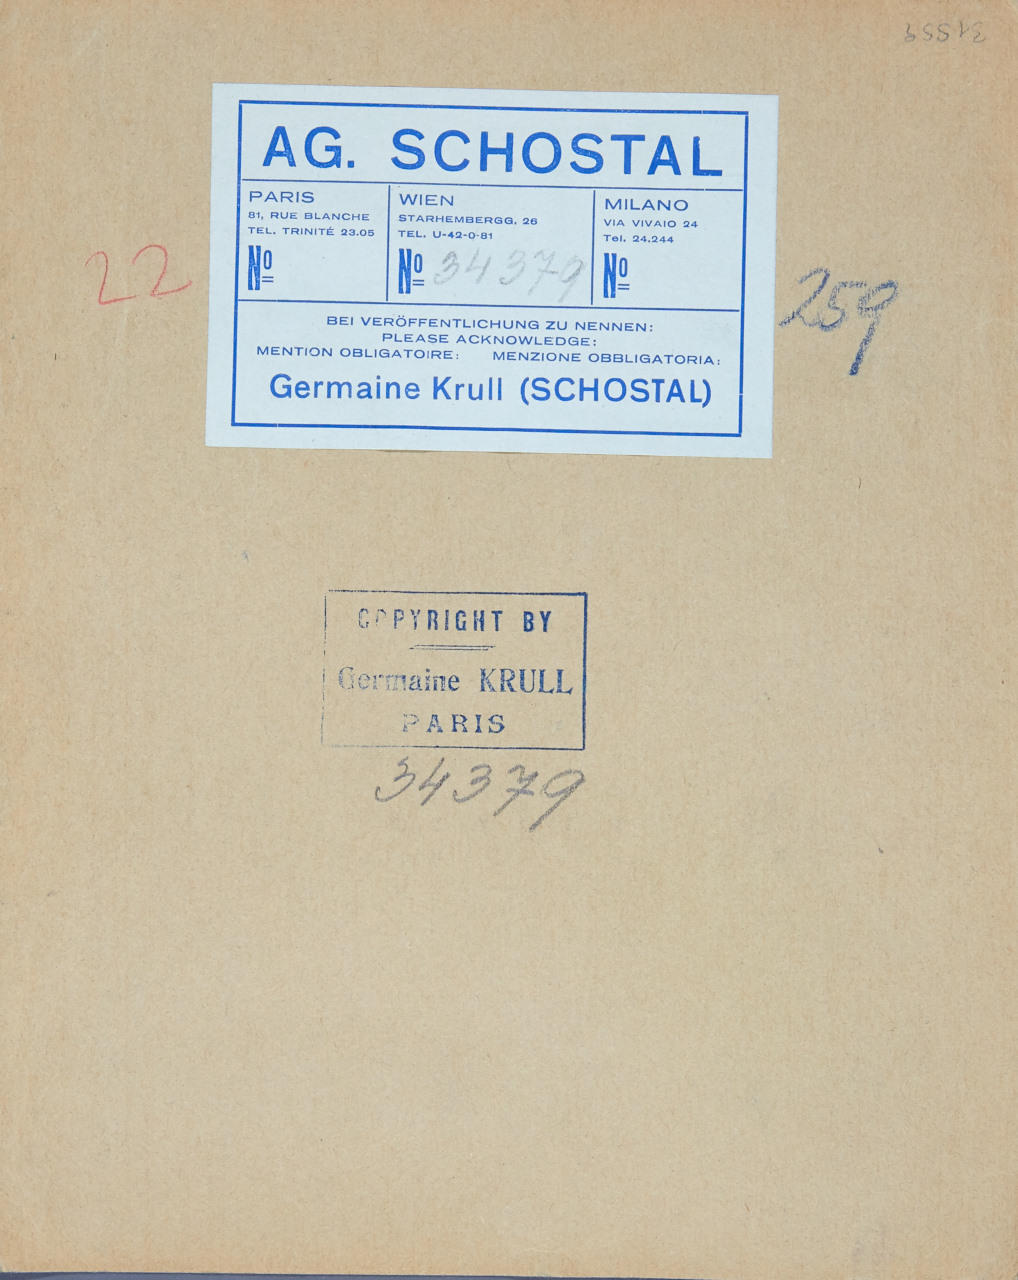 AG. SCHOSTAL
PARIS
81, RUE BLANCHE
TEL. TRINITÉ 23.05
Nº
WIEN
STARHEMBERGG. 26
TEL. U-42-0-81
Nº 34379
MILANO
VIA VIVAIO 24
Tel. 24.244
Nº
BEI VERÖFFENTLICHUNG ZU NENNEN:
PLEASE ACKNOWLEDGE:
MENTION OBLIGATOIRE: MENZIONE OBBLIGATORIA:
Germaine Krull (SCHOSTAL)
22
259
COPYRIGHT BY
Germaine KRULL
PARIS
34379